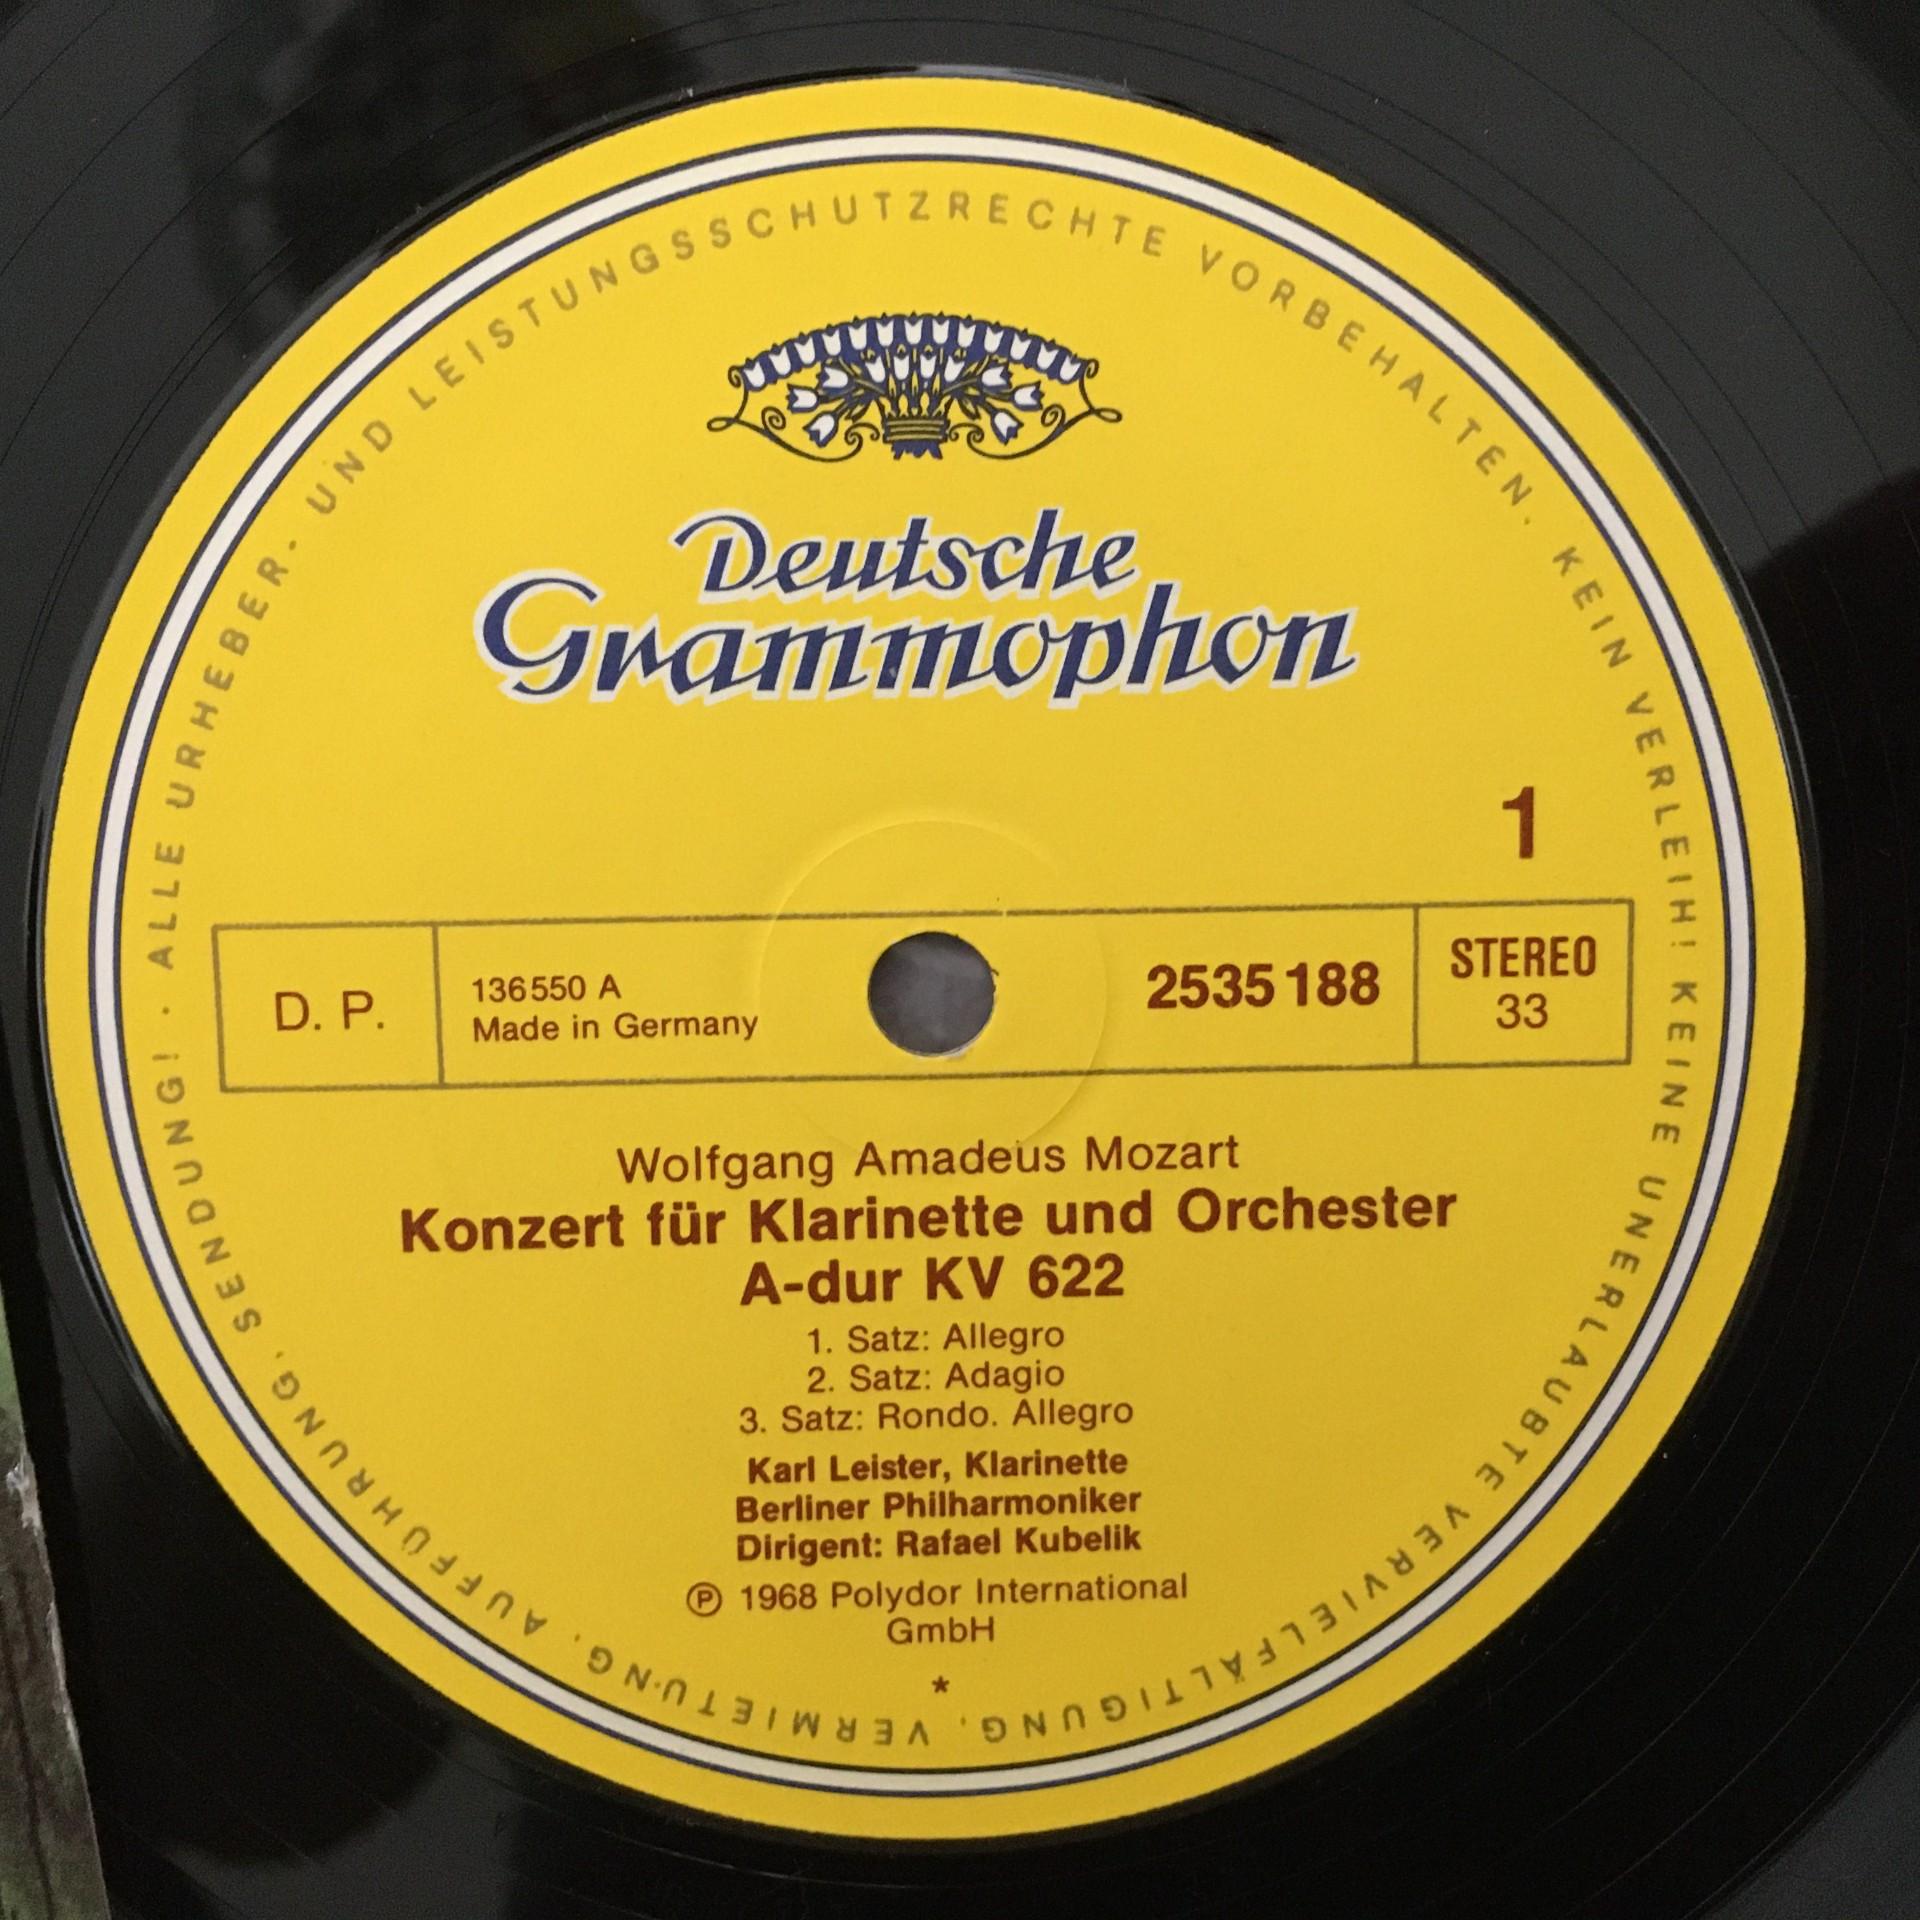 ALLE URHEBER- UND LEISTUNGSSCHUTZRECHTE VORBEHALTEN. KEIN VERLEIH! KEINE UNERLAUBTE VERVIELFÄLTIGUNG, VERMIETUNG, AUFFÜHRUNG, SENDUNG! ·
Deutsche
Grammophon
1
D. P.
136 550 A
Made in Germany
2535 188
STEREO
33
Wolfgang Amadeus Mozart
Konzert für Klarinette und Orchester
A-dur KV 622
1. Satz: Allegro
2. Satz: Adagio
3. Satz: Rondo. Allegro
Karl Leister, Klarinette
Berliner Philharmoniker
Dirigent: Rafael Kubelik
℗ 1968 Polydor International
GmbH
*